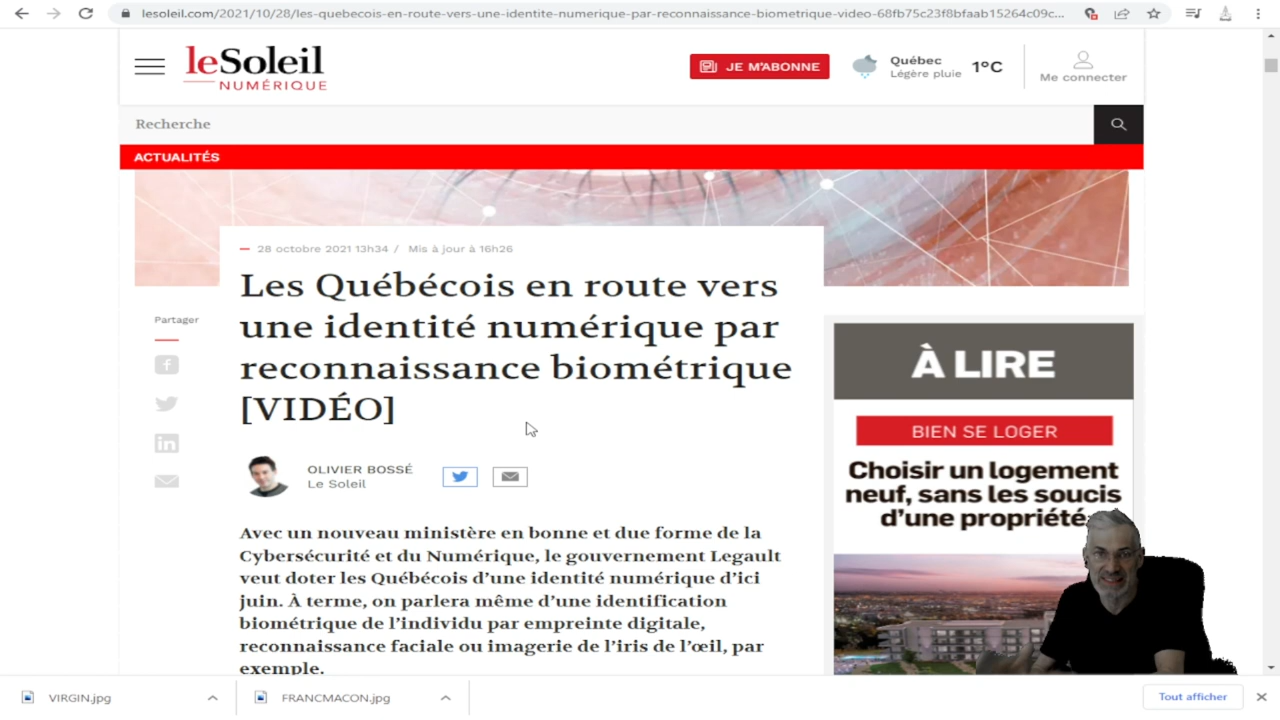 lesoleil.com/2021/10/28/les-quebecois-en-route-vers-une-identite-numerique-par-reconnaissance-biometrique-video-68fb75c23f8bfaab15264c09c...
leSoleil
NUMÉRIQUE
JE M'ABONNE
Québec
Légère pluie
1°C
Me connecter
Recherche
ACTUALITÉS
28 octobre 2021 13h34 / Mis à jour à 16h26
Les Québécois en route vers
une identité numérique par
reconnaissance biométrique
[VIDÉO]
Partager
OLIVIER BOSSÉ
Le Soleil
Avec un nouveau ministère en bonne et due forme de la
Cybersécurité et du Numérique, le gouvernement Legault
veut doter les Québécois d'une identité numérique d'ici
juin. À terme, on parlera même d'une identification
biométrique de l'individu par empreinte digitale,
reconnaissance faciale ou imagerie de l'iris de l'œil, par
exemple.
À LIRE
BIEN SE LOGER
Choisir un logement
neuf, sans les soucis
d'une propriété
VIRGIN.jpg
FRANCMACON.jpg
Tout afficher